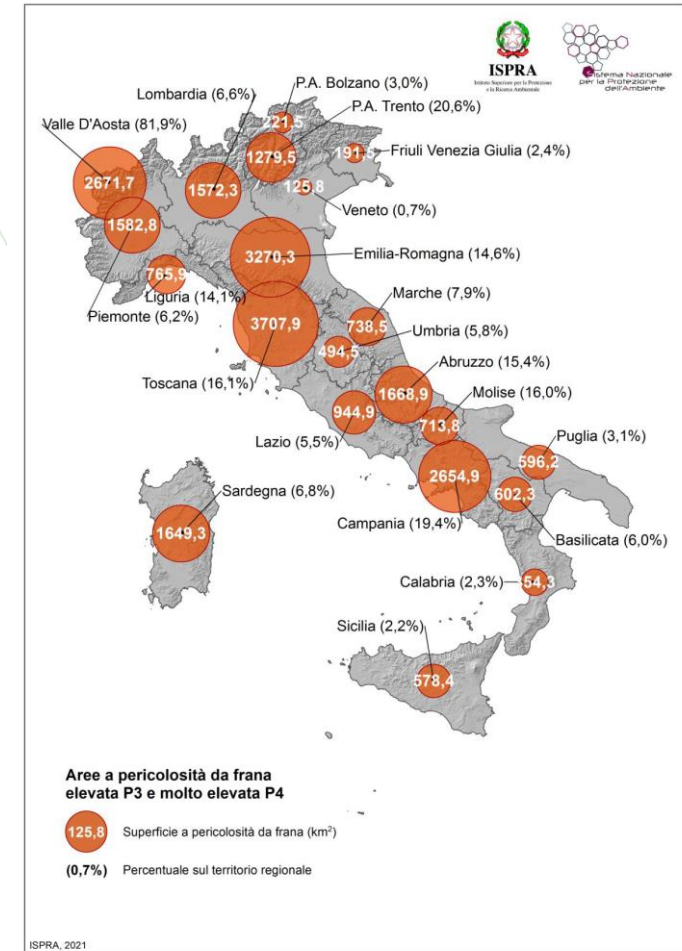 ISPRA
Istituto Superiore per la Protezione
e la Ricerca Ambientale
Sistema Nazionale
per la Protezione
dell'Ambiente
P.A. Bolzano (3,0%)
Lombardia (6,6%)
P.A. Trento (20,6%)
Valle D'Aosta (81,9%)
221,5
1279,5
Friuli Venezia Giulia (2,4%)
2671,7
1572,3
125,8
Veneto (0,7%)
1582,8
3270,3
Emilia-Romagna (14,6%)
765,9
Liguria (14,1%)
Marche (7,9%)
Piemonte (6,2%)
3707,9
738,5
Umbria (5,8%)
494,5
Abruzzo (15,4%)
Toscana (16,1%)
1668,9
Molise (16,0%)
944,9
713,8
Puglia (3,1%)
Lazio (5,5%)
596,2
2654,9
Sardegna (6,8%)
602,3
1649,3
Campania (19,4%)
Basilicata (6,0%)
Calabria (2,3%)
54,3
Sicilia (2,2%)
578,4
Aree a pericolosità da frana
elevata P3 e molto elevata P4
125,8 Superficie a pericolosità da frana (km²)
(0,7%) Percentuale sul territorio regionale
ISPRA, 2021